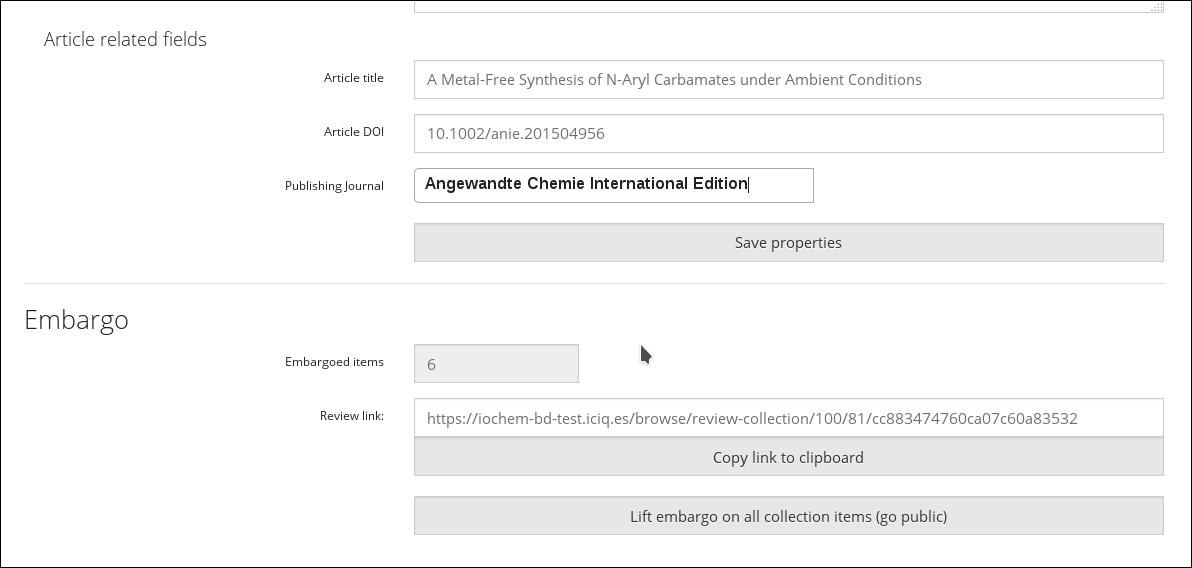 Article related fields
Article title
A Metal-Free Synthesis of N-Aryl Carbamates under Ambient Conditions
Article DOI
10.1002/anie.201504956
Publishing Journal
Angewandte Chemie International Edition
Save properties
Embargo
Embargoed items
6
Review link:
https://iochem-bd-test.iciq.es/browse/review-collection/100/81/cc883474760ca07c60a83532
Copy link to clipboard
Lift embargo on all collection items (go public)